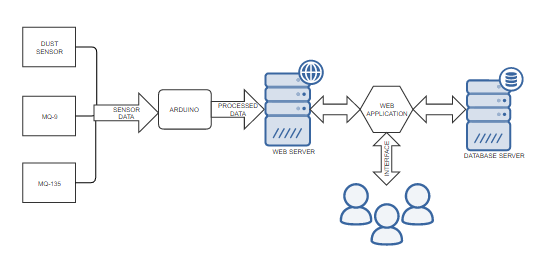 DUST
SENSOR
MQ-9
MQ-135
SENSOR
DATA
ARDUINO
PROCESSED
DATA
WEB SERVER
WEB
APPLICATION
INTERFACE
DATABASE SERVER